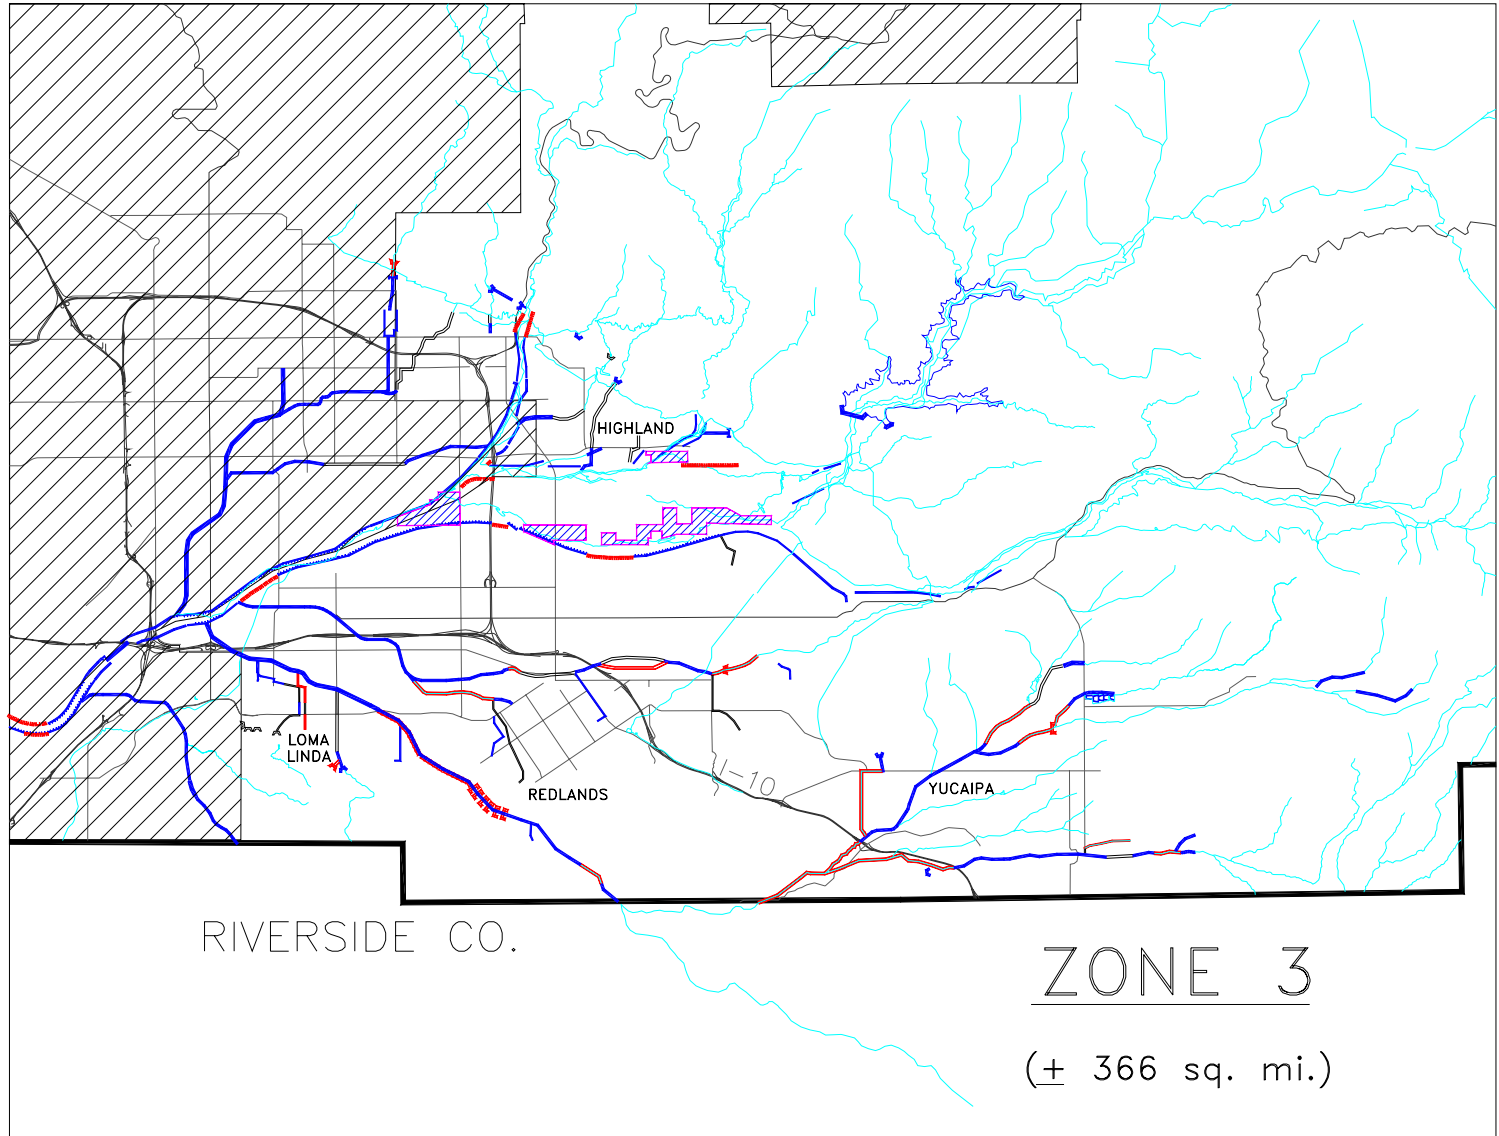 HIGHLAND
LOMA
LINDA
REDLANDS
I-10
YUCAIPA
RIVERSIDE CO.
ZONE 3
(± 366 sq. mi.)